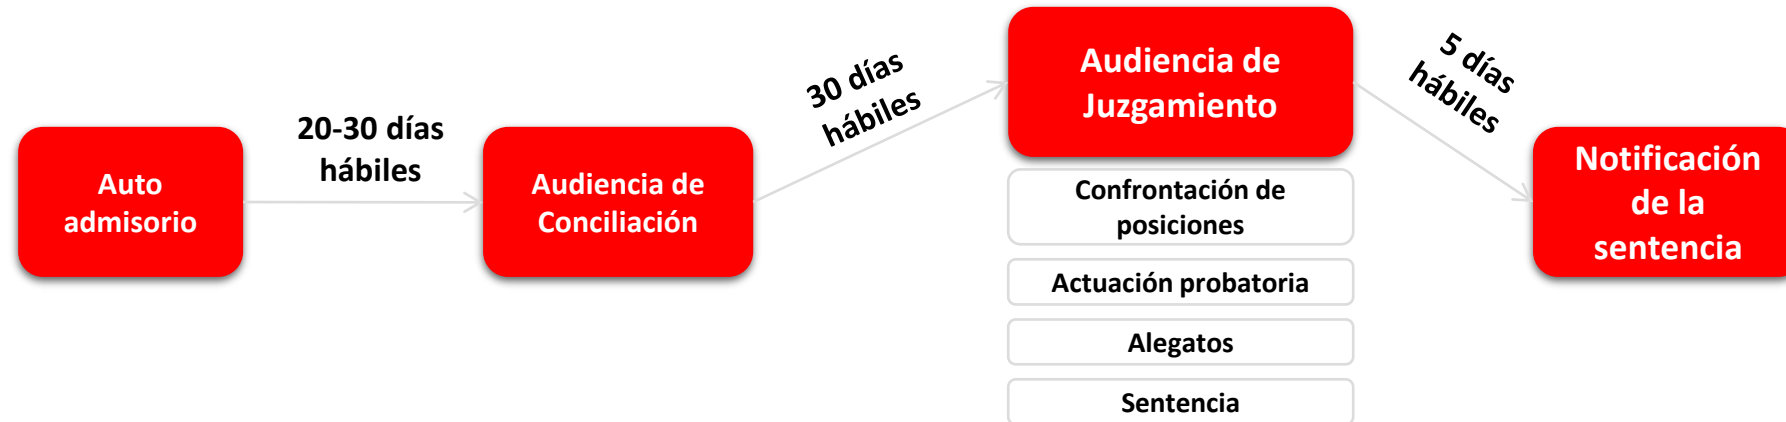 Auto
admisorio
20-30 días
hábiles
Audiencia de
Conciliación
30 días
hábiles
Audiencia de
Juzgamiento
Confrontación de
posiciones
Actuación probatoria
Alegatos
Sentencia
5 días
hábiles
Notificación
de la
sentencia